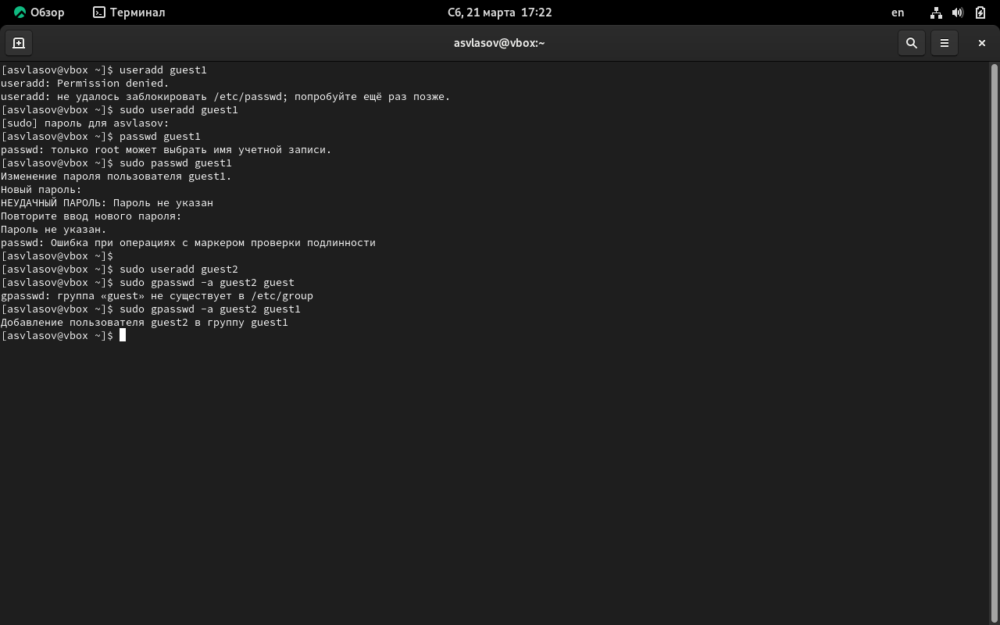 Обзор
Терминал
Сб, 21 марта 17:22
en
asvlasov@vbox:~
[asvlasov@vbox ~]$ useradd guest1
useradd: Permission denied.
useradd: не удалось заблокировать /etc/passwd; попробуйте ещё раз позже.
[asvlasov@vbox ~]$ sudo useradd guest1
[sudo] пароль для asvlasov:
[asvlasov@vbox ~]$ passwd guest1
passwd: только root может выбрать имя учетной записи.
[asvlasov@vbox ~]$ sudo passwd guest1
Изменение пароля пользователя guest1.
Новый пароль:
НЕУДАЧНЫЙ ПАРОЛЬ: Пароль не указан
Повторите ввод нового пароля:
Пароль не указан.
passwd: Ошибка при операциях с маркером проверки подлинности
[asvlasov@vbox ~]$
[asvlasov@vbox ~]$ sudo useradd guest2
[asvlasov@vbox ~]$ sudo gpasswd -a guest2 guest
gpasswd: группа «guest» не существует в /etc/group
[asvlasov@vbox ~]$ sudo gpasswd -a guest2 guest1
Добавление пользователя guest2 в группу guest1
[asvlasov@vbox ~]$